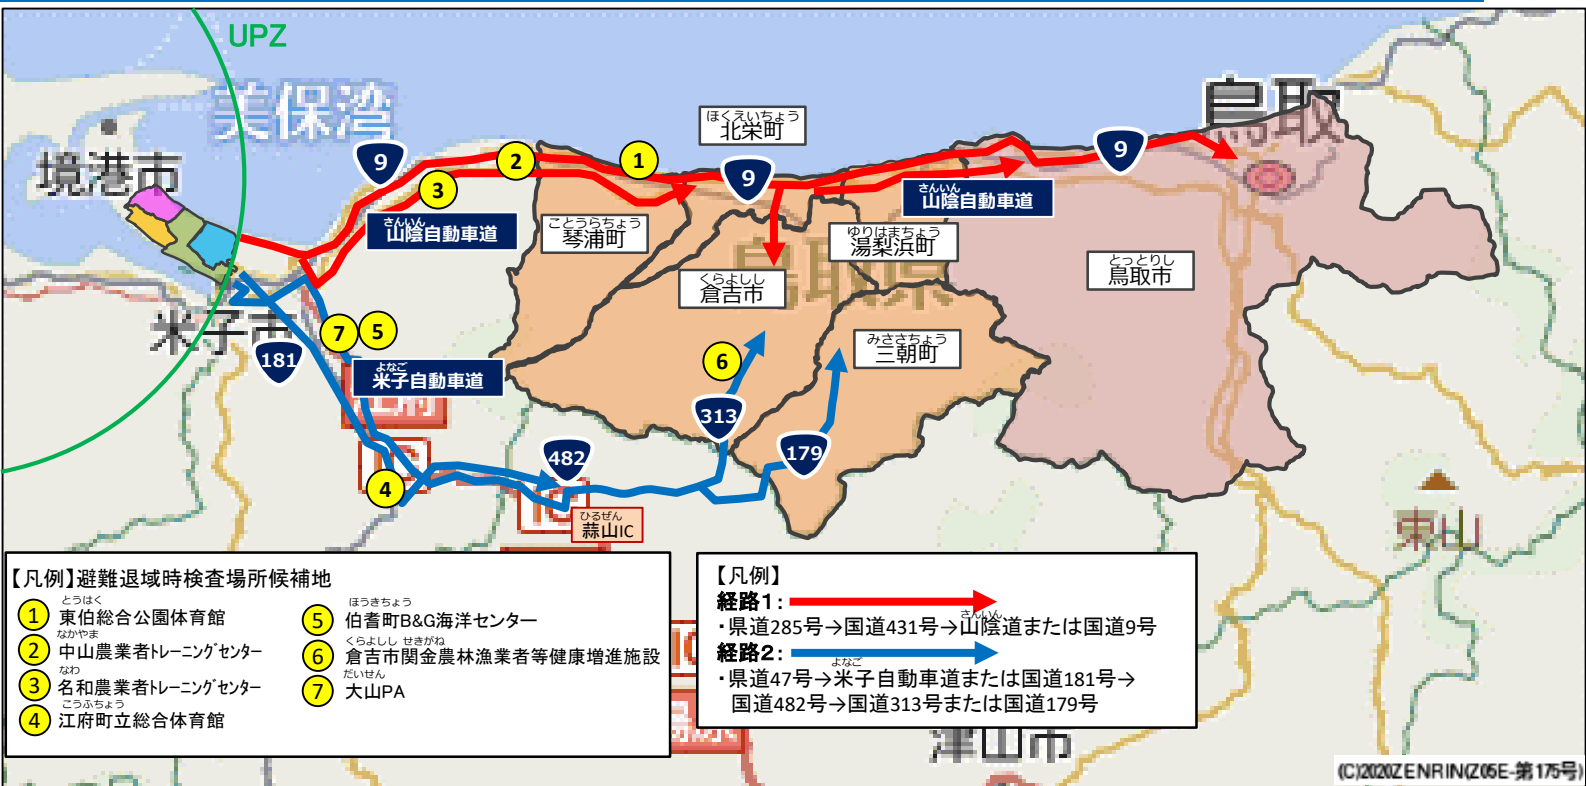 UPZ
美保湾
境港市
米子市
鳥取
鳥取県
東山
津山市
ほくえいちょう
北栄町
9
2
1
9
9
3
さんいん
山陰自動車道
さんいん
山陰自動車道
ことうらちょう
琴浦町
ゆりはまちょう
湯梨浜町
とっとりし
鳥取市
くらよしし
倉吉市
みささちょう
三朝町
7
5
181
よなご
米子自動車道
6
313
179
482
4
IC
IC
ひるぜん
蒜山IC
【凡例】避難退域時検査場所候補地
とうはく
1 東伯総合公園体育館
なかやま
2 中山農業者トレーニングセンター
なわ
3 名和農業者トレーニングセンター
こうふちょう
4 江府町立総合体育館
ほうきちょう
5 伯耆町B&G海洋センター
くらよしし せきがね
6 倉吉市関金農林漁業者等健康増進施設
だいせん
7 大山PA
【凡例】
経路1:
さんいん
・県道285号→国道431号→山陰道または国道9号
経路2:
よなご
・県道47号→米子自動車道または国道181号→
国道482号→国道313号または国道179号
(C)2020ZENRIN(Z05E-第175号)